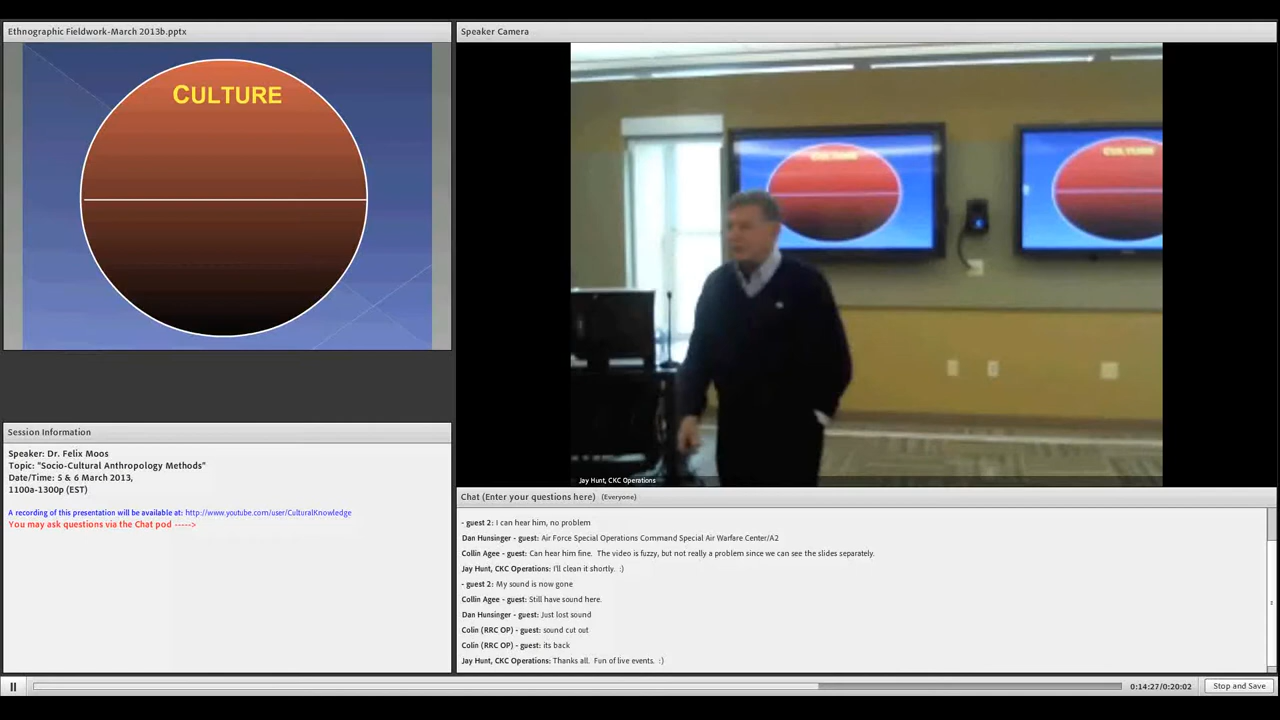 Ethnographic Fieldwork-March 2013b.pptx
CULTURE
Speaker Camera
CULTURE
CULTURE
Jay Hunt, CKC Operations
Session Information
Speaker: Dr. Felix Moos
Topic: "Socio-Cultural Anthropology Methods"
Date/Time: 5 & 6 March 2013,
1100a-1300p (EST)
A recording of this presentation will be available at: http://www.youtube.com/user/CulturalKnowledge
You may ask questions via the Chat pod ----->
Chat (Enter your questions here) (Everyone)
- guest 2: I can hear him, no problem
Dan Hunsinger - guest: Air Force Special Operations Command Special Air Warfare Center/A2
Collin Agee - guest: Can hear him fine. The video is fuzzy, but not really a problem since we can see the slides separately.
Jay Hunt, CKC Operations: I'll clean it shortly. :)
- guest 2: My sound is now gone
Collin Agee - guest: Still have sound here.
Dan Hunsinger - guest: Just lost sound
Colin (RRC OP) - guest: sound cut out
Colin (RRC OP) - guest: its back
Jay Hunt, CKC Operations: Thanks all. Fun of live events. :)
0:14:27/0:20:02
Stop and Save